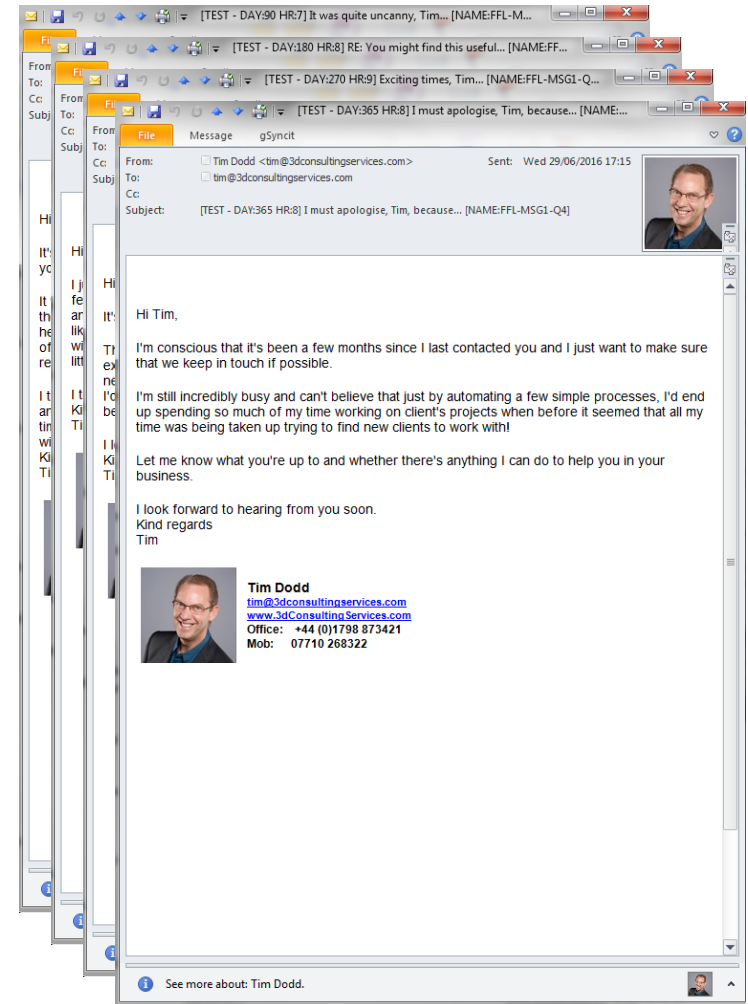 [TEST - DAY:90 HR:7] It was quite uncanny, Tim... [NAME:FFL-M...
[TEST - DAY:180 HR:8] RE: You might find this useful... [NAME:FF...
[TEST - DAY:270 HR:9] Exciting times, Tim... [NAME:FFL-MSG1-Q...
[TEST - DAY:365 HR:8] I must apologise, Tim, because... [NAME:...
File Message gSyncit
From: Tim Dodd <tim@3dconsultingservices.com> Sent: Wed 29/06/2016 17:15
To: tim@3dconsultingservices.com
Cc:
Subject: [TEST - DAY:365 HR:8] I must apologise, Tim, because... [NAME:FFL-MSG1-Q4]
Hi Tim,
I'm conscious that it's been a few months since I last contacted you and I just want to make sure
that we keep in touch if possible.
I'm still incredibly busy and can't believe that just by automating a few simple processes, I'd end
up spending so much of my time working on client's projects when before it seemed that all my
time was being taken up trying to find new clients to work with!
Let me know what you're up to and whether there's anything I can do to help you in your
business.
I look forward to hearing from you soon.
Kind regards
Tim
Tim Dodd
tim@3dconsultingservices.com
www.3dConsultingServices.com
Office: +44 (0)1798 873421
Mob: 07710 268322
See more about: Tim Dodd.